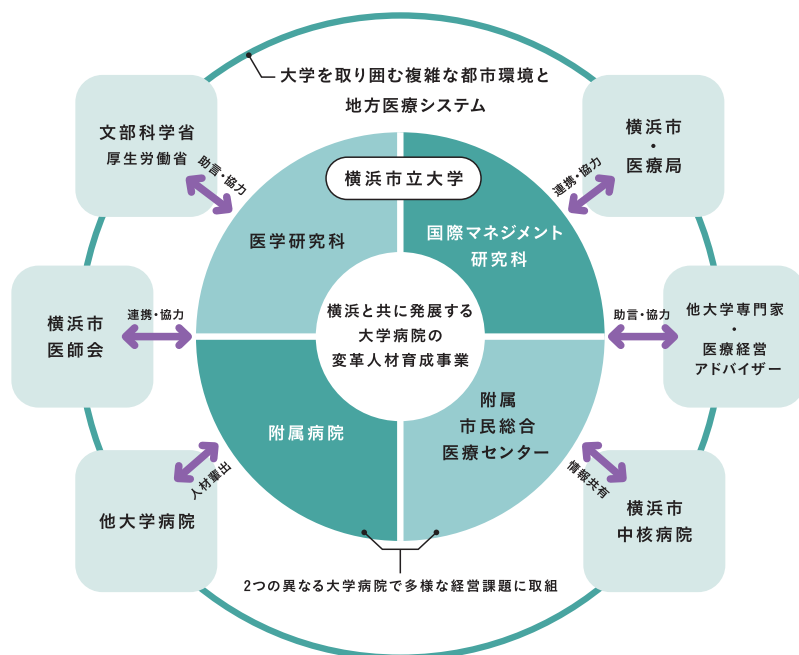 大学を取り囲む複雑な都市環境と
地方医療システム
文部科学省
厚生労働省
助言・協力
横浜市
・
医療局
連携・協力
横浜市立大学
医学研究科
国際マネジメント
研究科
横浜市
医師会
連携・協力
横浜と共に発展する
大学病院の
変革人材育成事業
助言・協力
他大学専門家
・
医療経営
アドバイザー
附属病院
附属
市民総合
医療センター
他大学病院
人材輩出
情報共有
横浜市
中核病院
2つの異なる大学病院で多様な経営課題に取組